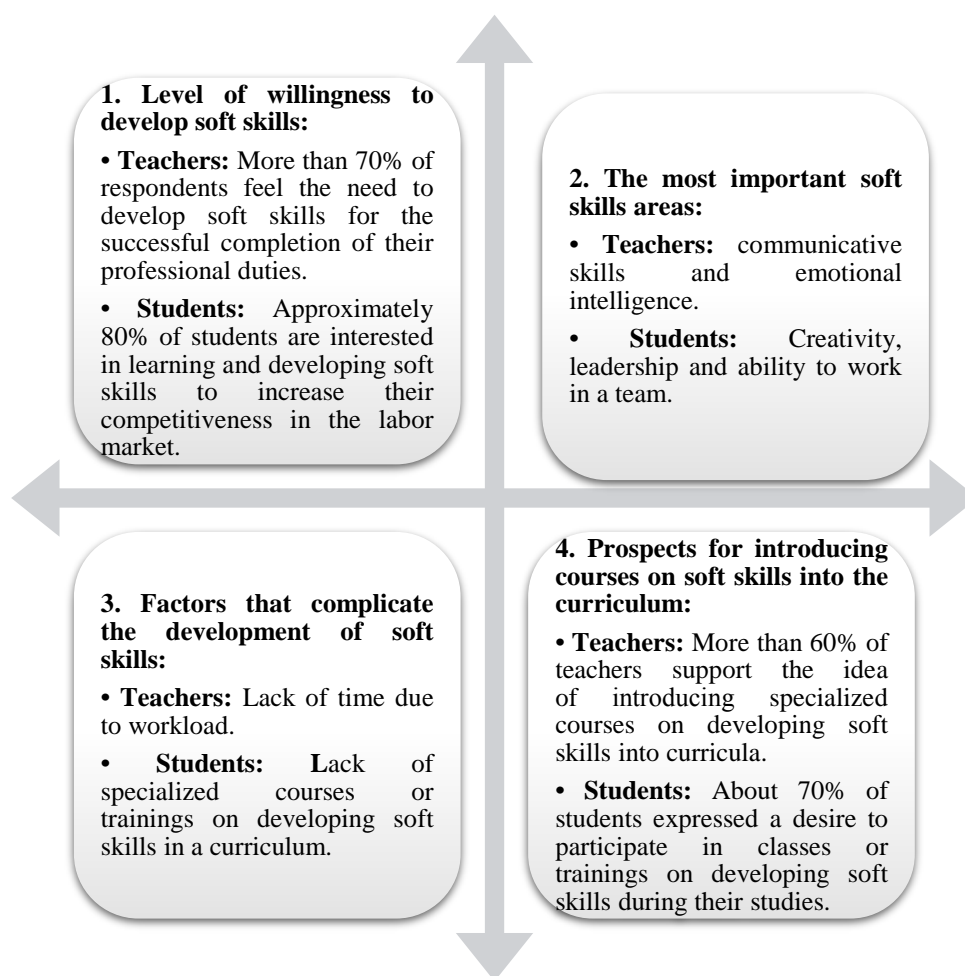 1. Level of willingness to
develop soft skills:
• Teachers: More than 70% of
respondents feel the need to
develop soft skills for the
successful completion of their
professional duties.
• Students: Approximately
80% of students are interested
in learning and developing soft
skills to increase their
competitiveness in the labor
market.
2. The most important soft
skills areas:
• Teachers: communicative
skills and emotional
intelligence.
• Students: Creativity,
leadership and ability to work
in a team.
3. Factors that complicate
the development of soft
skills:
• Teachers: Lack of time due
to workload.
• Students: Lack of
specialized courses or
trainings on developing soft
skills in a curriculum.
4. Prospects for introducing
courses on soft skills into the
curriculum:
• Teachers: More than 60% of
teachers support the idea
of introducing specialized
courses on developing soft
skills into curricula.
• Students: About 70% of
students expressed a desire to
participate in classes or
trainings on developing soft
skills during their studies.